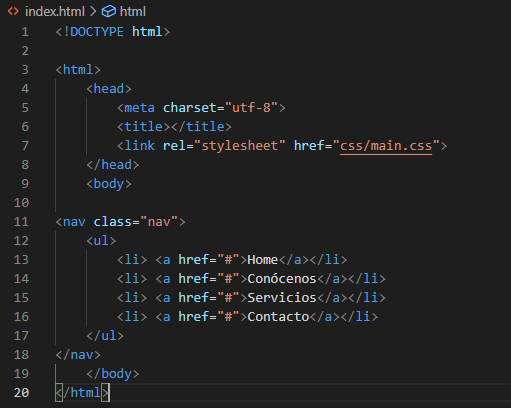 index.html > html
1 <!DOCTYPE html>
2
3 <html>
4     <head>
5         <meta charset="utf-8">
6         <title></title>
7         <link rel="stylesheet" href="css/main.css">
8     </head>
9     <body>
10
11 <nav class="nav">
12     <ul>
13         <li> <a href="#">Home</a></li>
14         <li> <a href="#">Conócenos</a></li>
15         <li> <a href="#">Servicios</a></li>
16         <li> <a href="#">Contacto</a></li>
17     </ul>
18 </nav>
19     </body>
20 </html>